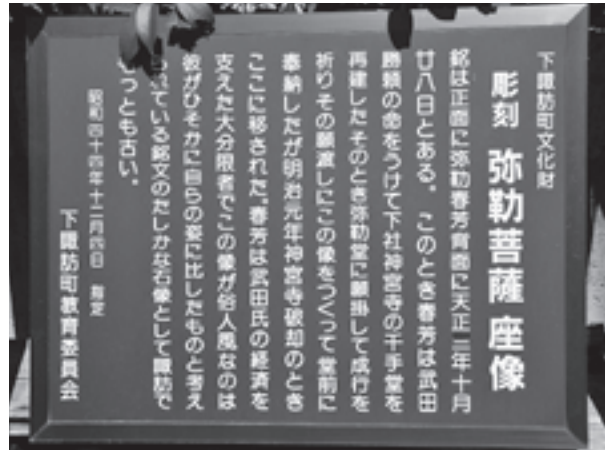 下諏訪町文化財
彫刻 弥勒菩薩 座像
銘は正面に弥勒春芳背面に天正三年十月
廿八日とある。 このとき春芳は武田
勝頼の命をうけて下社神宮寺の千手堂を
再建したそのとき弥勒堂に願掛して成行を
祈りその願渡しにこの像をつくって堂前に
奉納したが明治元年神宮寺破却のとき
ここに移された。春芳は武田氏の経済を
支えた大分限者でこの像が俗人風なのは
彼がひそかに自らの姿に比したものと考え
れている銘文のたしかな石像として諏訪で
っとも古い。
昭和四十四年十二月四日 指定
下諏訪町教育委員会